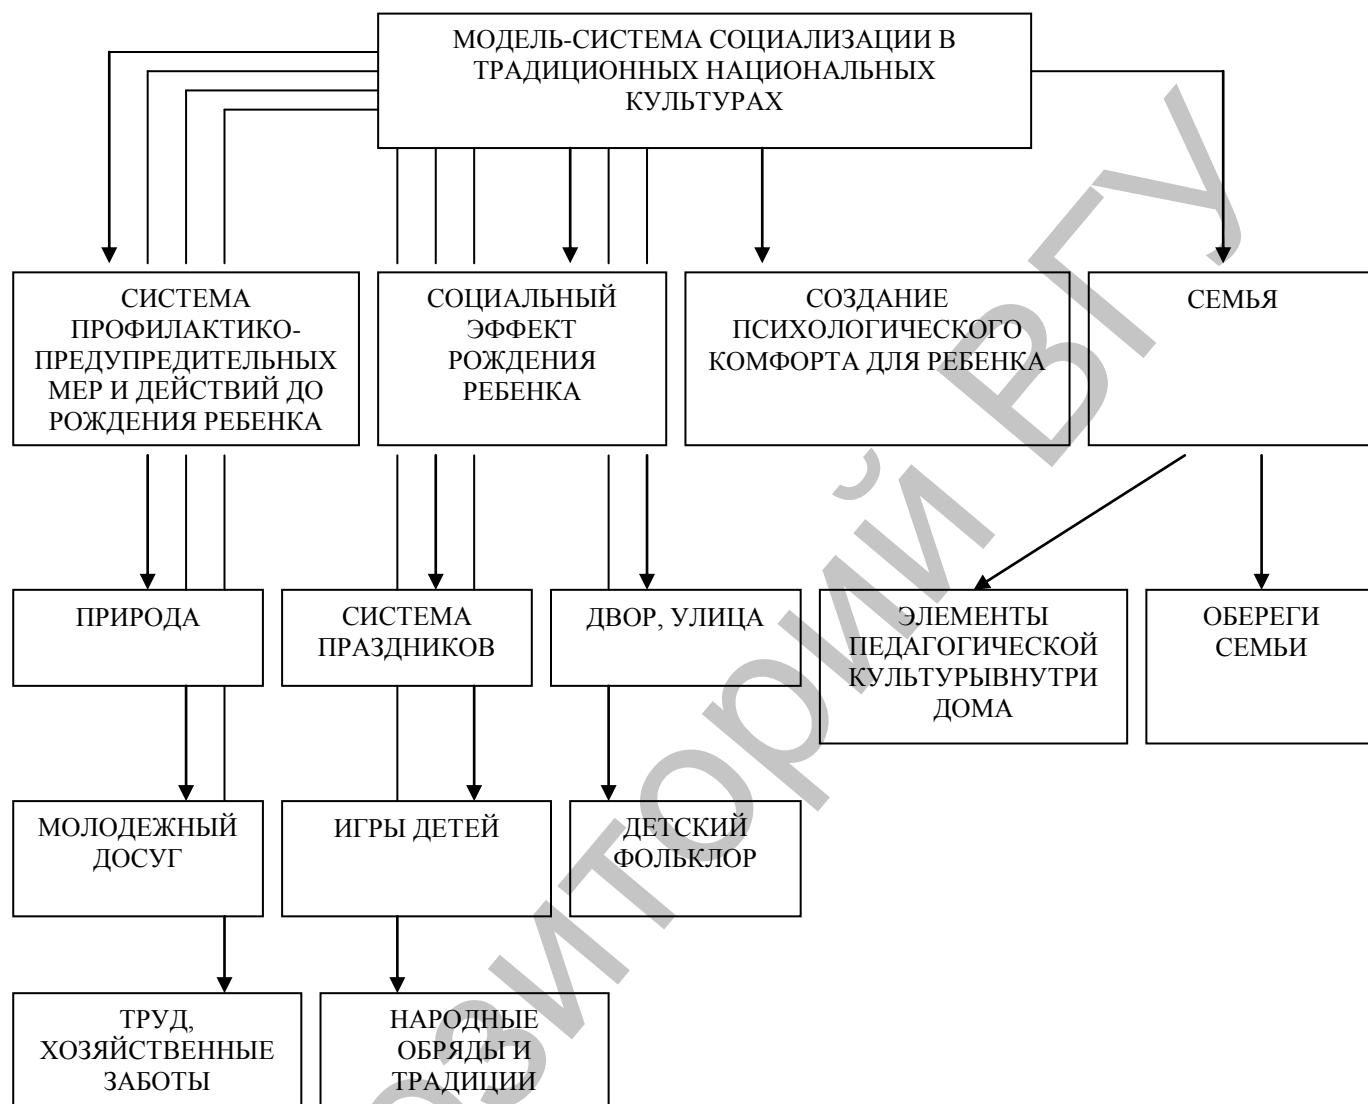 МОДЕЛЬ-СИСТЕМА СОЦИАЛИЗАЦИИ В
ТРАДИЦИОННЫХ НАЦИОНАЛЬНЫХ
КУЛЬТУРАХ
СИСТЕМА
ПРОФИЛАКТИКО-
ПРЕДУПРЕДИТЕЛЬНЫХ
МЕР И ДЕЙСТВИЙ ДО
РОЖДЕНИЯ РЕБЕНКА
СОЦИАЛЬНЫЙ
ЭФФЕКТ
РОЖДЕНИЯ
РЕБЕНКА
СОЗДАНИЕ
ПСИХОЛОГИЧЕСКОГО
КОМФОРТА ДЛЯ РЕБЕНКА
СЕМЬЯ
ПРИРОДА
СИСТЕМА
ПРАЗДНИКОВ
ДВОР, УЛИЦА
ЭЛЕМЕНТЫ
ПЕДАГОГИЧЕСКОЙ
КУЛЬТУРЫВНУТРИ
ДОМА
ОБЕРЕГИ
СЕМЬИ
МОЛОДЕЖНЫЙ
ДОСУГ
ИГРЫ ДЕТЕЙ
ДЕТСКИЙ
ФОЛЬКЛОР
ТРУД,
ХОЗЯЙСТВЕННЫЕ
ЗАБОТЫ
НАРОДНЫЕ
ОБРЯДЫ И
ТРАДИЦИИ
зиторий ВГУ